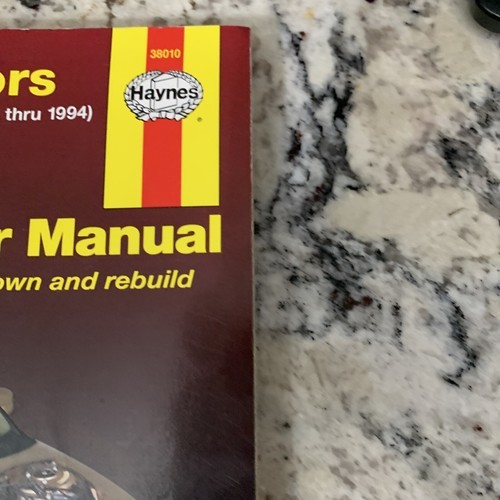 38010
Haynes
ors
thru 1994)
r Manual
own and rebuild